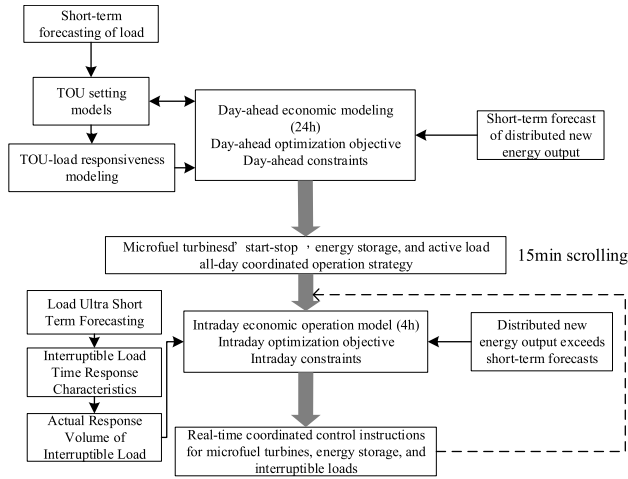 Short-term
forecasting of load
TOU setting
models
TOU-load responsiveness
modeling
Day-ahead economic modeling
(24h)
Day-ahead optimization objective
Day-ahead constraints
Short-term forecast
of distributed new
energy output
Microfuel turbinesd’ start-stop，energy storage, and active load
all-day coordinated operation strategy
15min scrolling
Load Ultra Short
Term Forecasting
Interruptible Load
Time Response
Characteristics
Actual Response
Volume of
Interruptible Load
Intraday economic operation model (4h)
Intraday optimization objective
Intraday constraints
Distributed new
energy output exceeds
short-term forecasts
Real-time coordinated control instructions
for microfuel turbines, energy storage, and
interruptible loads